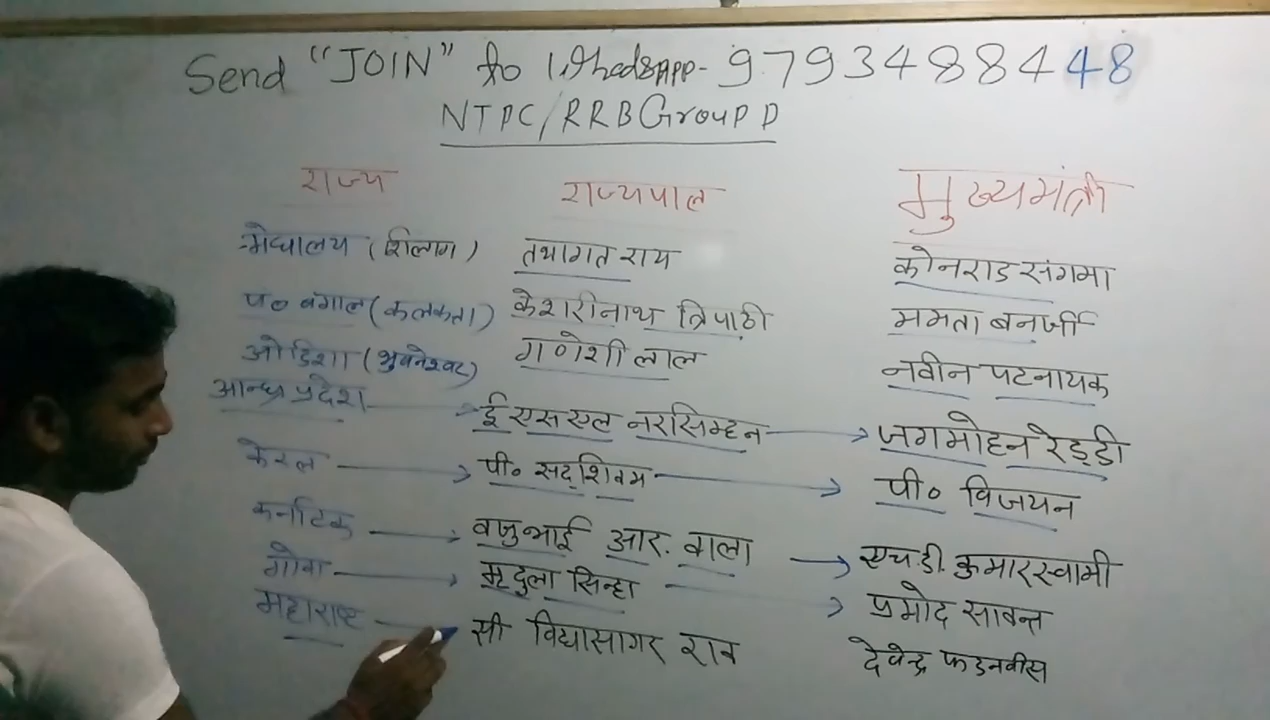 Send "JOIN" to Whatsapp- 9793488448
NTPC/RRB Group D
राज्य राज्यपाल मुख्यमंत्री
मेघालय (शिलांग) तथागत राय कोनराड संगमा
प० बंगाल (कलकत्ता) केशरीनाथ त्रिपाठी ममता बनर्जी
ओडिशा (भुवनेश्वर) गणेशी लाल नवीन पटनायक
आन्ध्र प्रदेश ई एस एल नरसिम्हन जगमोहन रेड्डी
केरल पी० सदशिवम पी० विजयन
कर्नाटक वजुभाई आर. वाला एच.डी. कुमारस्वामी
गोवा मृदुला सिन्हा प्रमोद सावन्त
महाराष्ट्र सी विद्यासागर राव देवेन्द्र फडनवीस